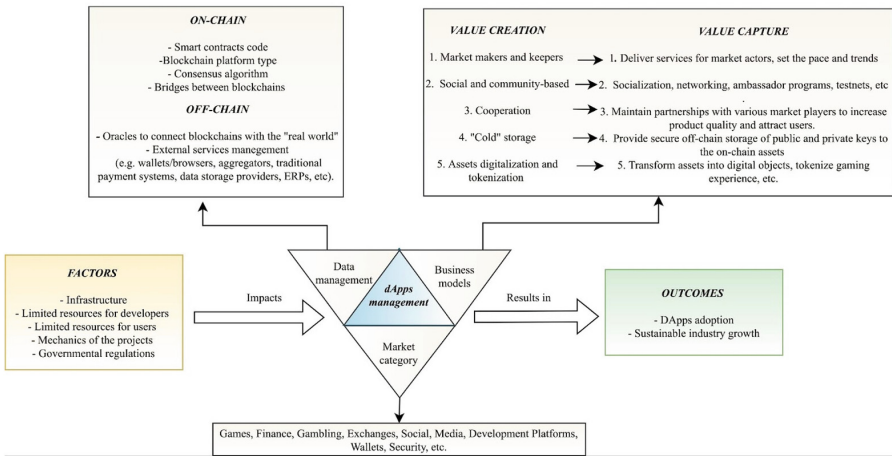 ON-CHAIN
- Smart contracts code
-Blockchain platform type
- Consensus algorithm
- Bridges between blockchains
OFF-CHAIN
- Oracles to connect blockchains with the "real world"
- External services mangement
(e.g. wallets/browsers, aggregators, traditional
payment systems, data storage providers, ERPs, etc).
VALUE CREATION
VALUE CAPTURE
1. Market makers and keepers
1. Deliver services for market actors, set the pace and trends
2. Social and community-based
2. Socialization, networking, ambassador programs, testnets, etc
.
3. Cooperation
3. Maintain partnerships with various market players to increase
product quality and attract users.
4. "Cold" storage
4. Provide secure off-chain storage of public and private keys to
the on-chain assets
5. Assets digitalization and
tokenization
5. Transform assets into digital objects, tokenize gaming
experience, etc.
FACTORS
- Infrastructure
- Limited resources for developers
- Limited resources for users
- Mechanics of the projects
- Governmental regulations
Impacts
Data
management
dApps
management
Business
models
Market
category
Results in
OUTCOMES
- DApps adoption
- Sustainable industry growth
Games, Finance, Gambling, Exchanges, Social, Media, Development Platforms,
Wallets, Security, etc.